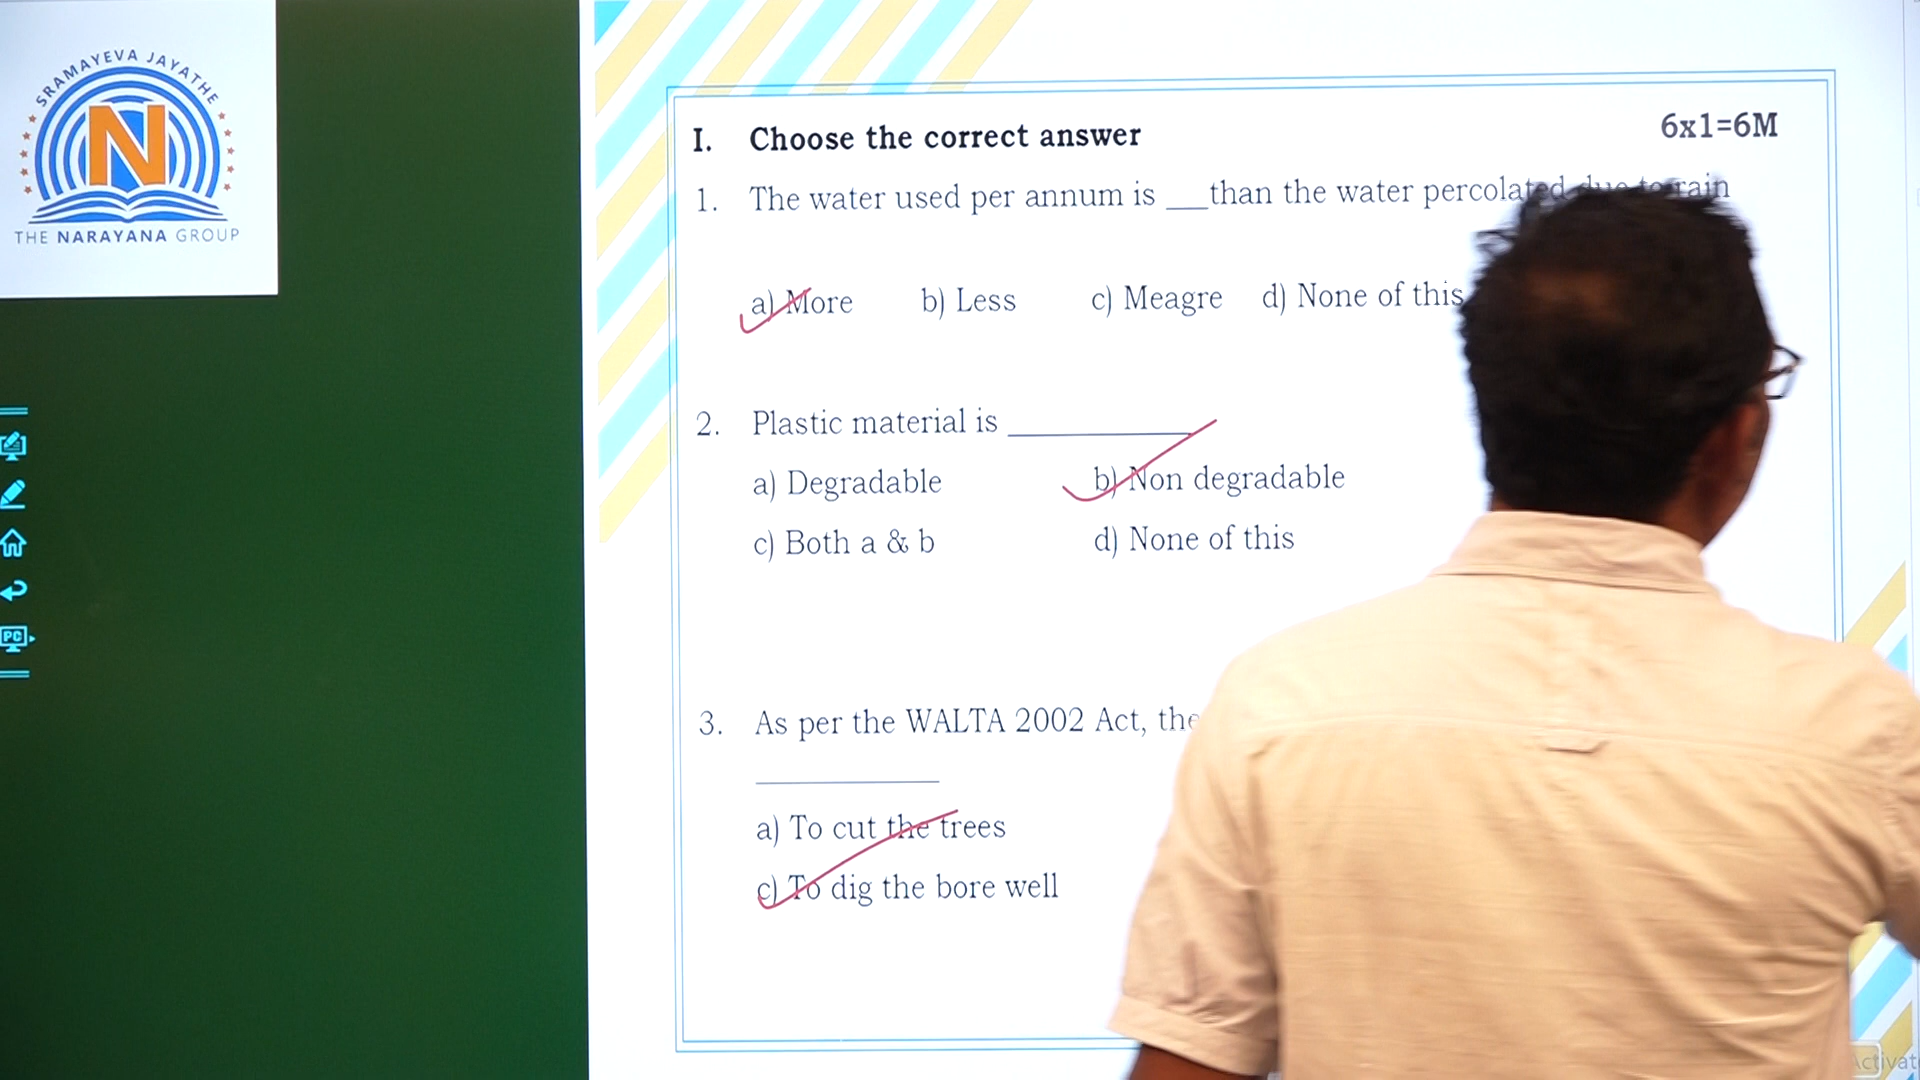 SRAMAYEVA JAYATHE
N
THE NARAYANA GROUP
PC
I. Choose the correct answer 6x1=6M
1. The water used per annum is ___than the water percolated due to rain
a) More b) Less c) Meagre d) None of this
2. Plastic material is ___________
a) Degradable b) Non degradable
c) Both a & b d) None of this
3. As per the WALTA 2002 Act, the
___________
a) To cut the trees
c) To dig the bore well